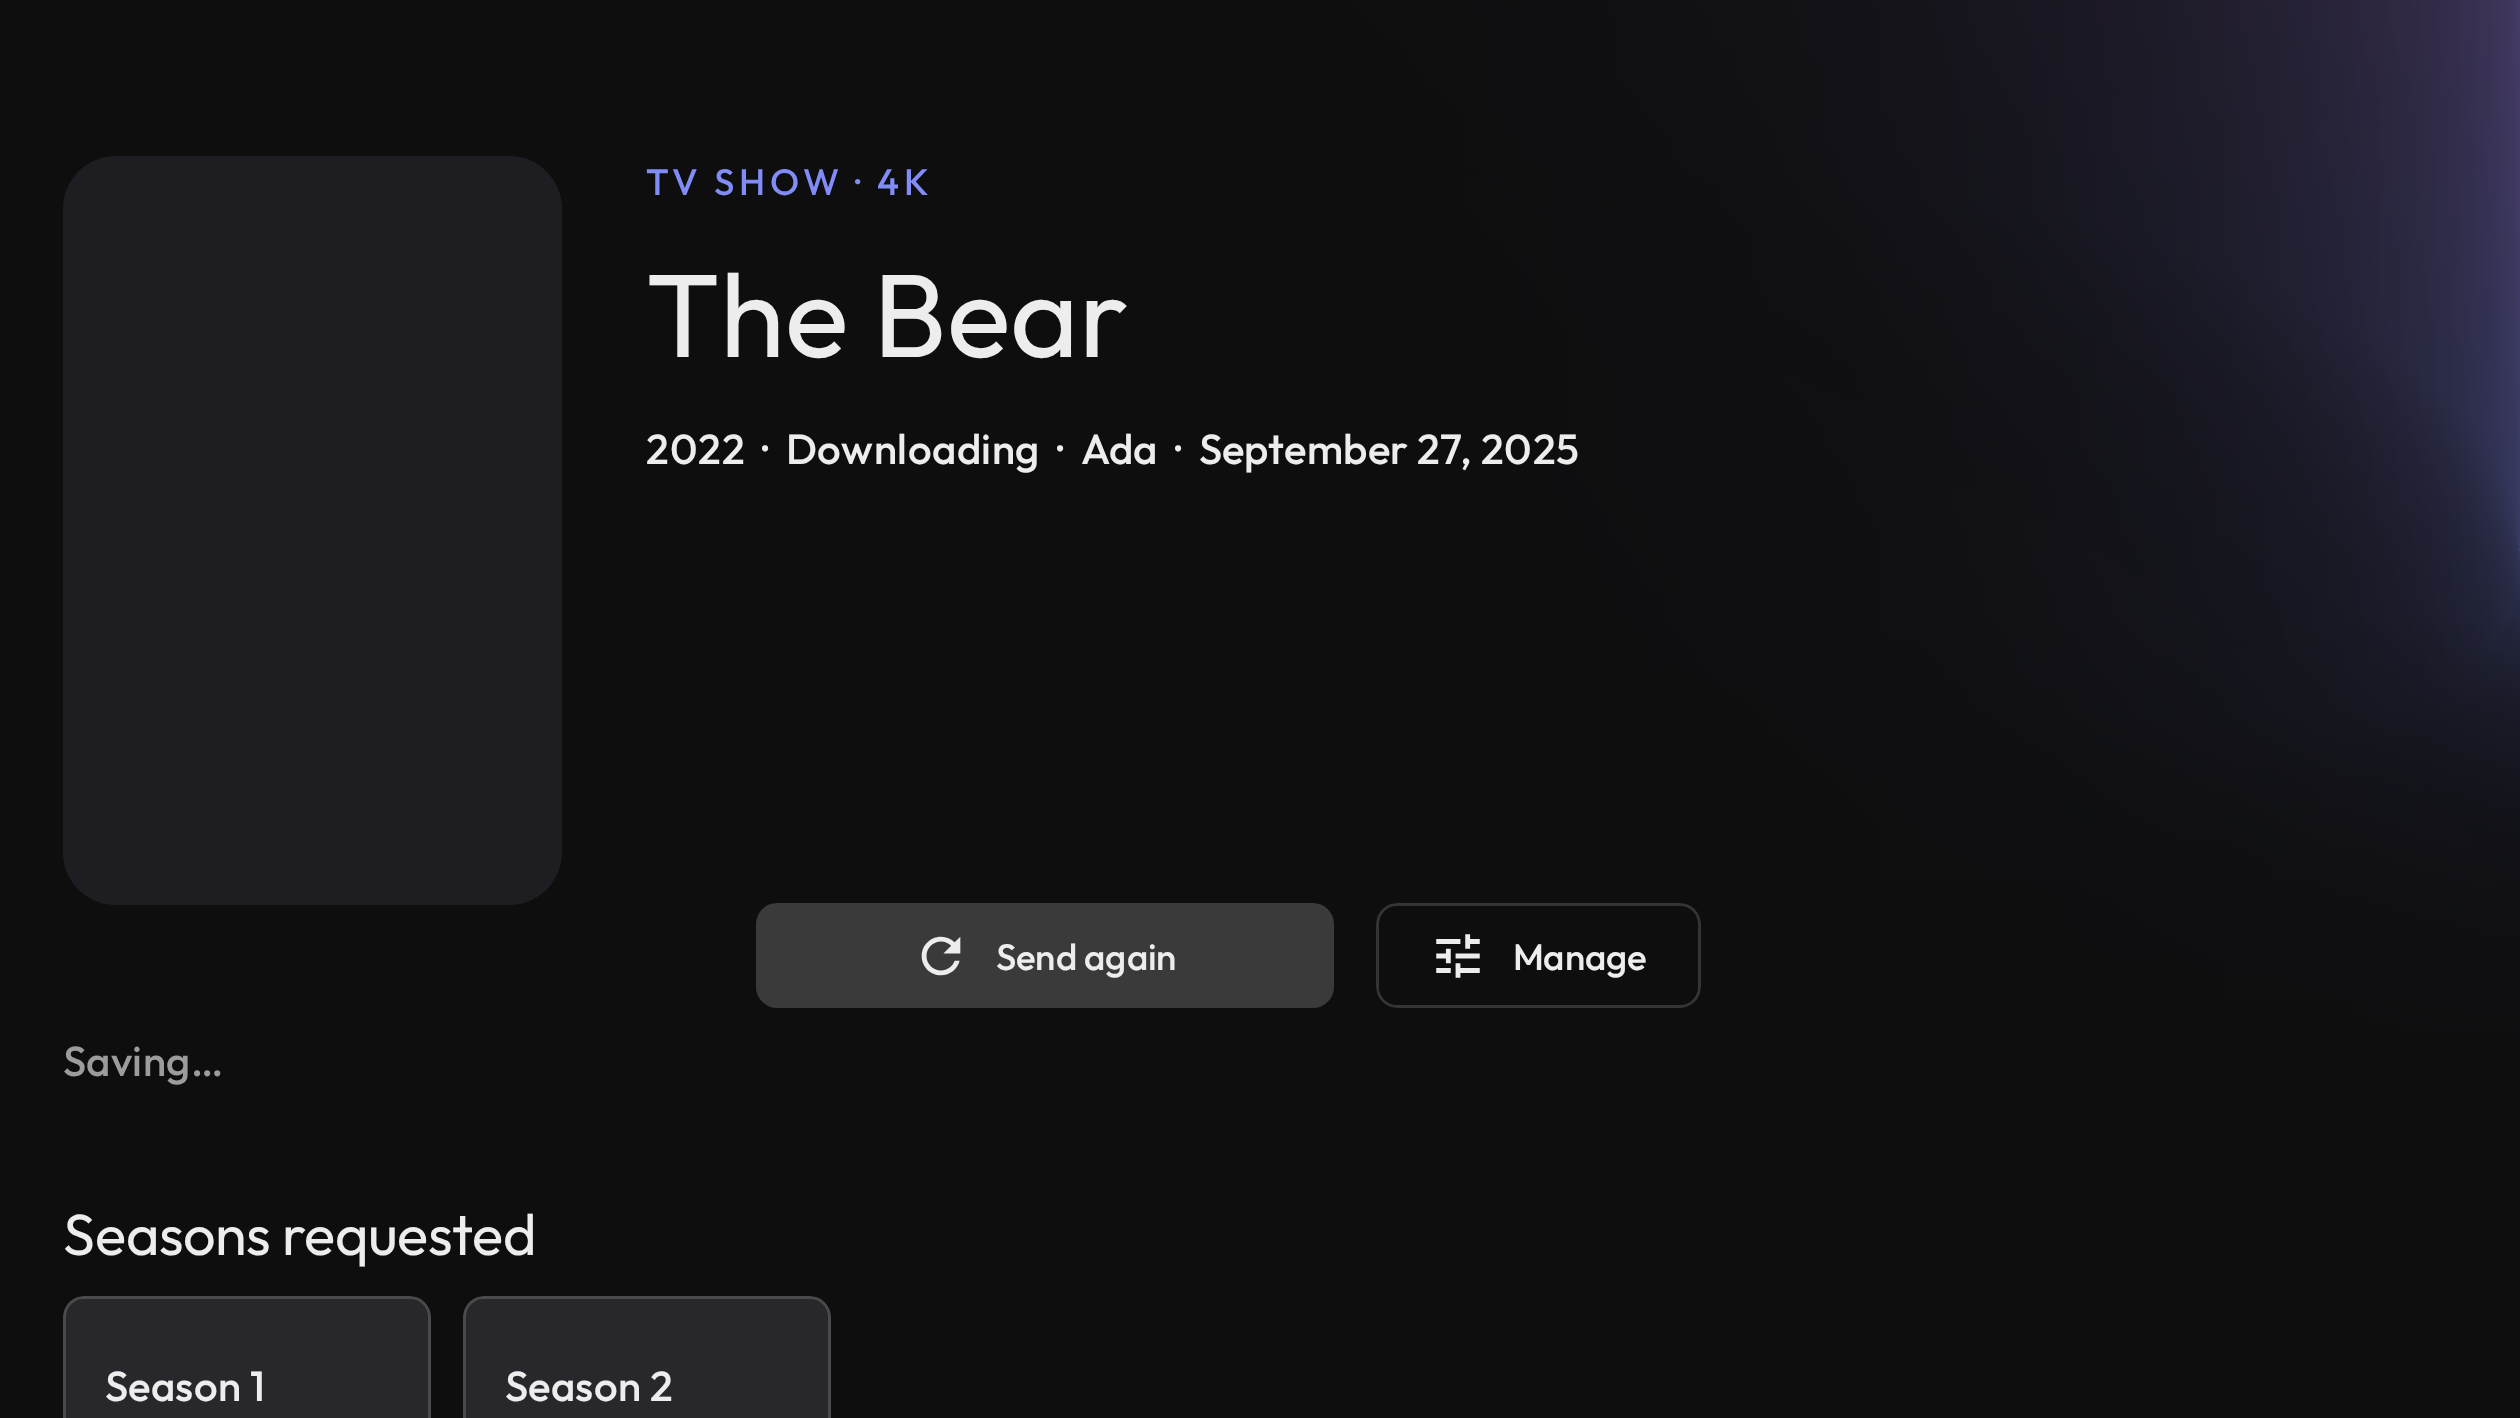 TV SHOW · 4K
The Bear
2022 · Downloading · Ada · September 27, 2025
Send again
Manage
Saving...
Seasons requested
Season 1
Season 2